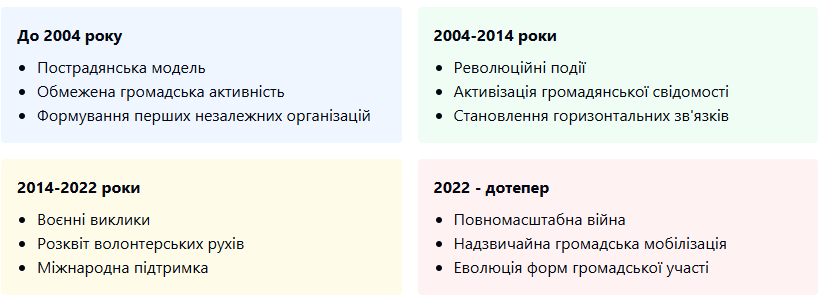 До 2004 року
• Пострадянська модель
• Обмежена громадська активність
• Формування перших незалежних організацій
2004-2014 роки
• Революційні події
• Активізація громадянської свідомості
• Становлення горизонтальних зв'язків
2014-2022 роки
• Воєнні виклики
• Розквіт волонтерських рухів
• Міжнародна підтримка
2022 - дотепер
• Повномасштабна війна
• Надзвичайна громадська мобілізація
• Еволюція форм громадської участі